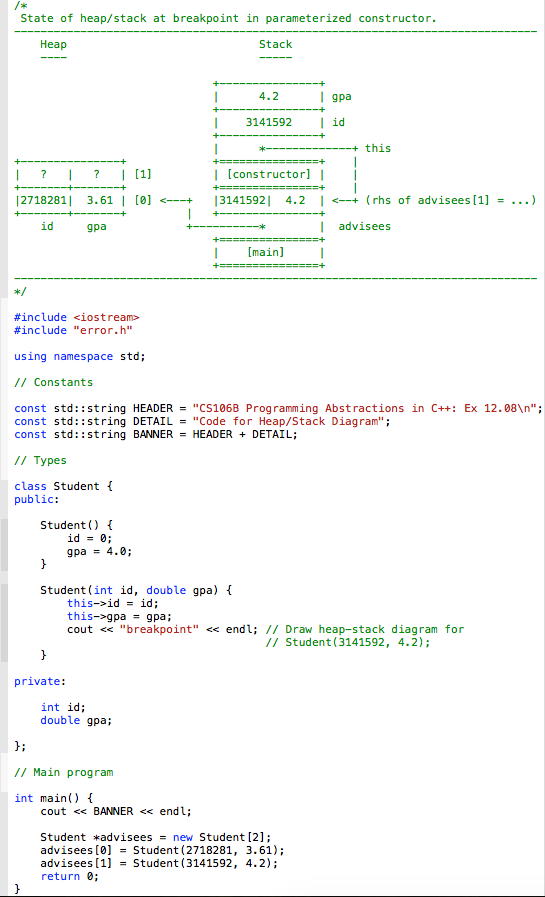 /*
 State of heap/stack at breakpoint in parameterized constructor.
-------------------------------------------------------------------------------
    Heap                             Stack
    ----                             -----

                              +---------------+
                              |      4.2      | gpa
                              +---------------+
                              |    3141592    | id
                              +---------------+
                              |      *-------------+ this
+---------------+             +===============+    |
|   ?   |   ?   | [1]         | [constructor] |    |
+-------+-------+             +===============+    |
|2718281|  3.61 | [0] <---+   |3141592|  4.2  | <--+ (rhs of advisees[1] = ...)
+-------+-------+         |   +---------------+
    id     gpa            +----------*        |  advisees
                              +===============+
                              |    [main]     |
                              +===============+
-------------------------------------------------------------------------------
*/

#include <iostream>
#include "error.h"

using namespace std;

// Constants

const std::string HEADER = "CS106B Programming Abstractions in C++: Ex 12.08\n";
const std::string DETAIL = "Code for Heap/Stack Diagram";
const std::string BANNER = HEADER + DETAIL;

// Types

class Student {
public:

    Student() {
        id = 0;
        gpa = 4.0;
    }

    Student(int id, double gpa) {
        this->id = id;
        this->gpa = gpa;
        cout << "breakpoint" << endl; // Draw heap-stack diagram for
                                      // Student(3141592, 4.2);
    }

private:

    int id;
    double gpa;

};

// Main program

int main() {
    cout << BANNER << endl;

    Student *advisees = new Student[2];
    advisees[0] = Student(2718281, 3.61);
    advisees[1] = Student(3141592, 4.2);
    return 0;
}